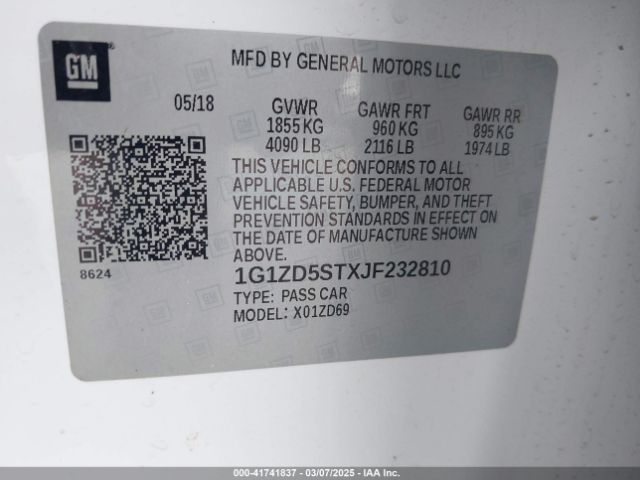 GM
MFD BY GENERAL MOTORS LLC
05/18 GVWR GAWR FRT GAWR RR
1855 KG 960 KG 895 KG
4090 LB 2116 LB 1974 LB
THIS VEHICLE CONFORMS TO ALL
APPLICABLE U.S. FEDERAL MOTOR
VEHICLE SAFETY, BUMPER, AND THEFT
PREVENTION STANDARDS IN EFFECT ON
THE DATE OF MANUFACTURE SHOWN
ABOVE.
8624
1G1ZD5STXJF232810
TYPE: PASS CAR
MODEL: X01ZD69
000-41741837 - 03/07/2025 - IAA Inc.